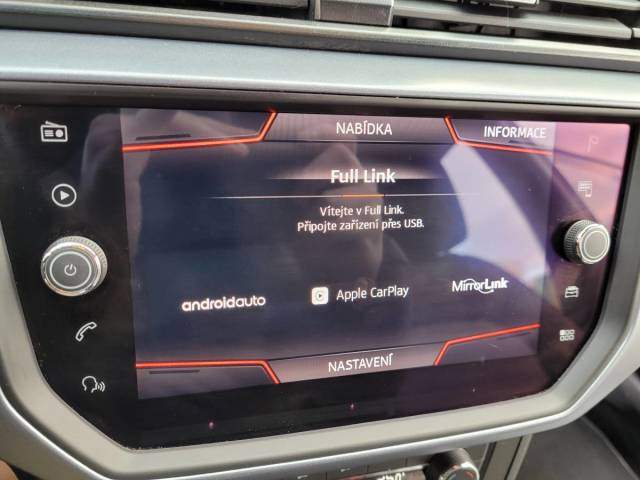 NABÍDKA
INFORMACE
Full Link
Vítejte v Full Link.
Připojte zařízení přes USB.
androidauto
Apple CarPlay
MirrorLink
NASTAVENÍ